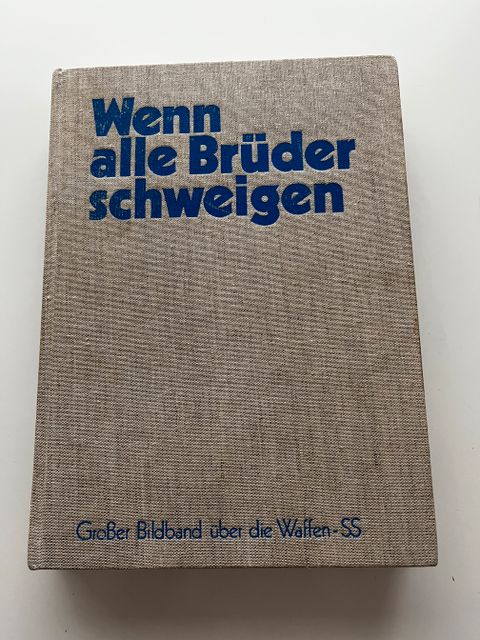 Wenn
alle Brüder
schweigen
Großer Bildband über die Waffen-SS